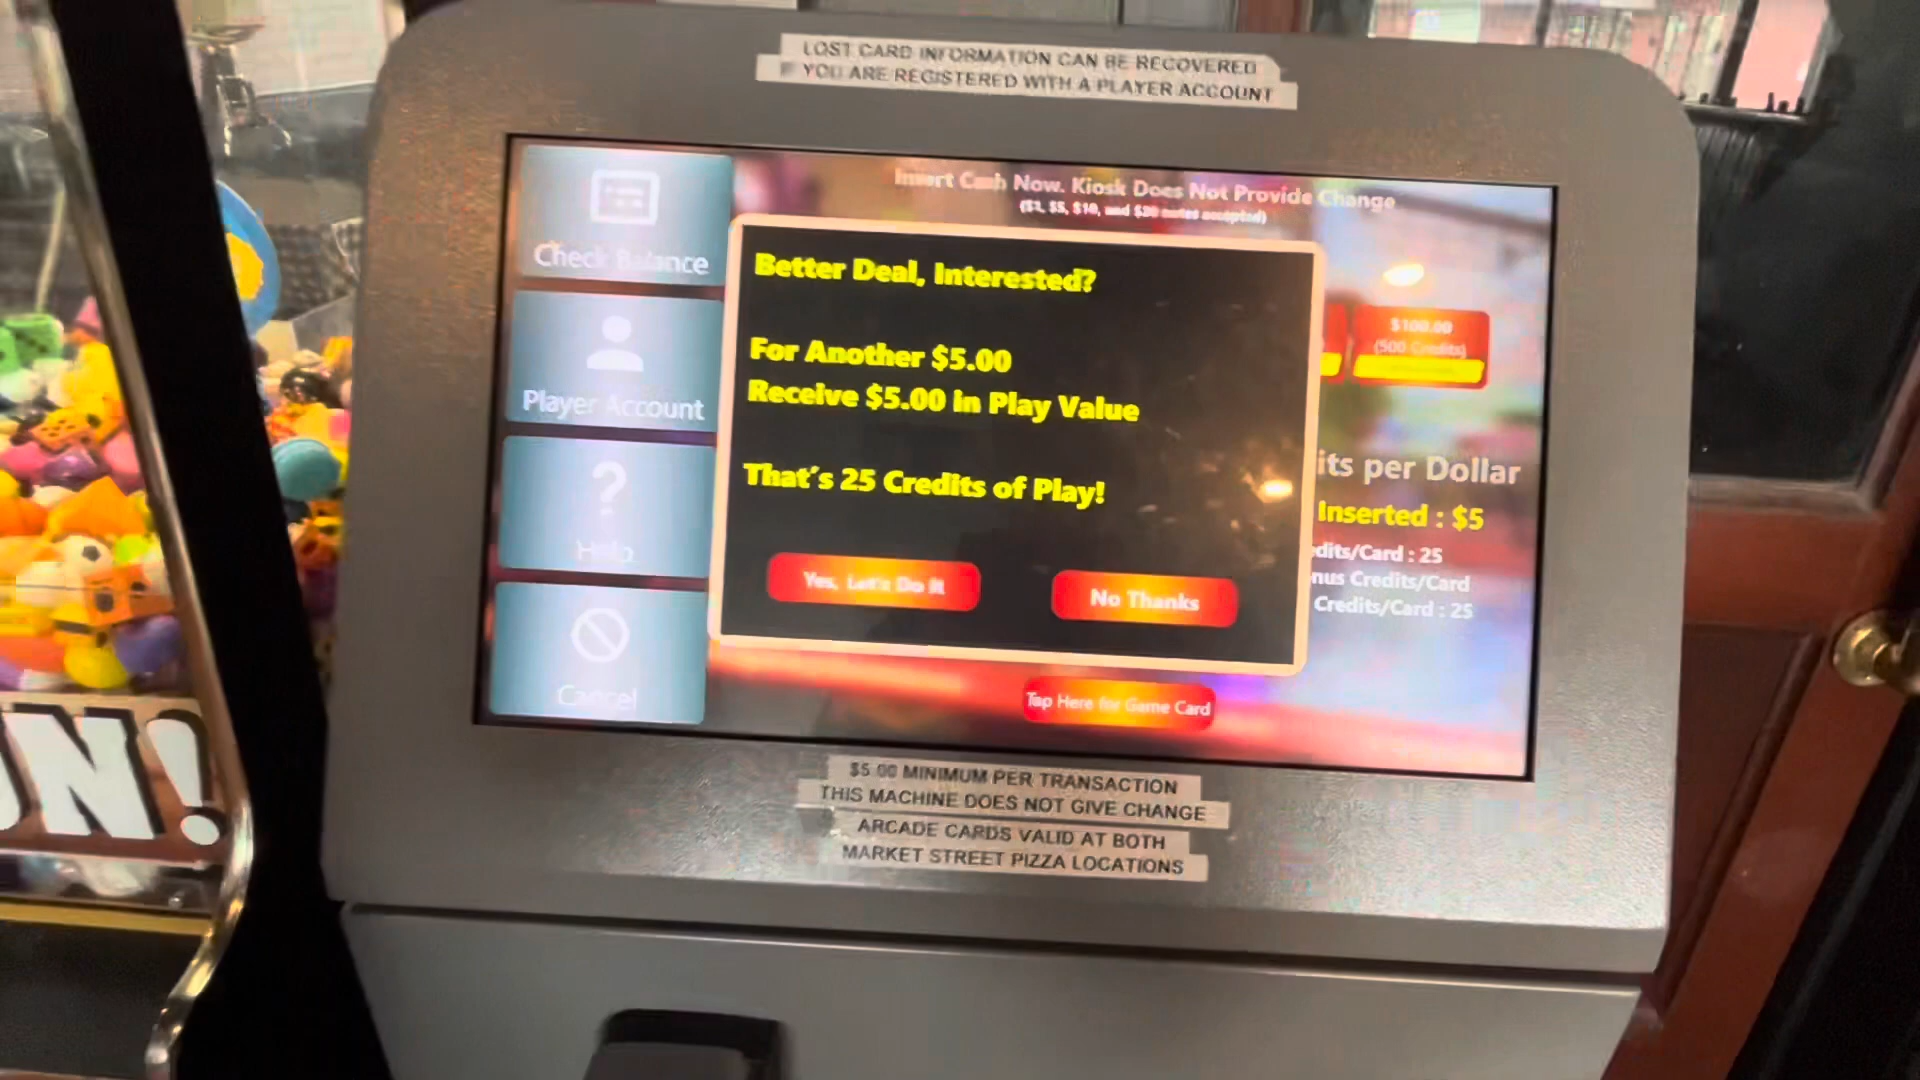 LOST CARD INFORMATION CAN BE RECOVERED
IF YOU ARE REGISTERED WITH A PLAYER ACCOUNT
Insert Cash Now. Kiosk Does Not Provide Change
($1, $5, $10, and $20 notes accepted)
Check Balance
Player Account
Help
Cancel
Better Deal, Interested?
For Another $5.00
Receive $5.00 in Play Value
That's 25 Credits of Play!
Yes, Let's Do It
No Thanks
$100.00
(500 Credits)
its per Dollar
Inserted : $5
edits/Card : 25
nus Credits/Card
Credits/Card : 25
Tap Here for Game Card
$5.00 MINIMUM PER TRANSACTION
THIS MACHINE DOES NOT GIVE CHANGE
ARCADE CARDS VALID AT BOTH
MARKET STREET PIZZA LOCATIONS
ON!